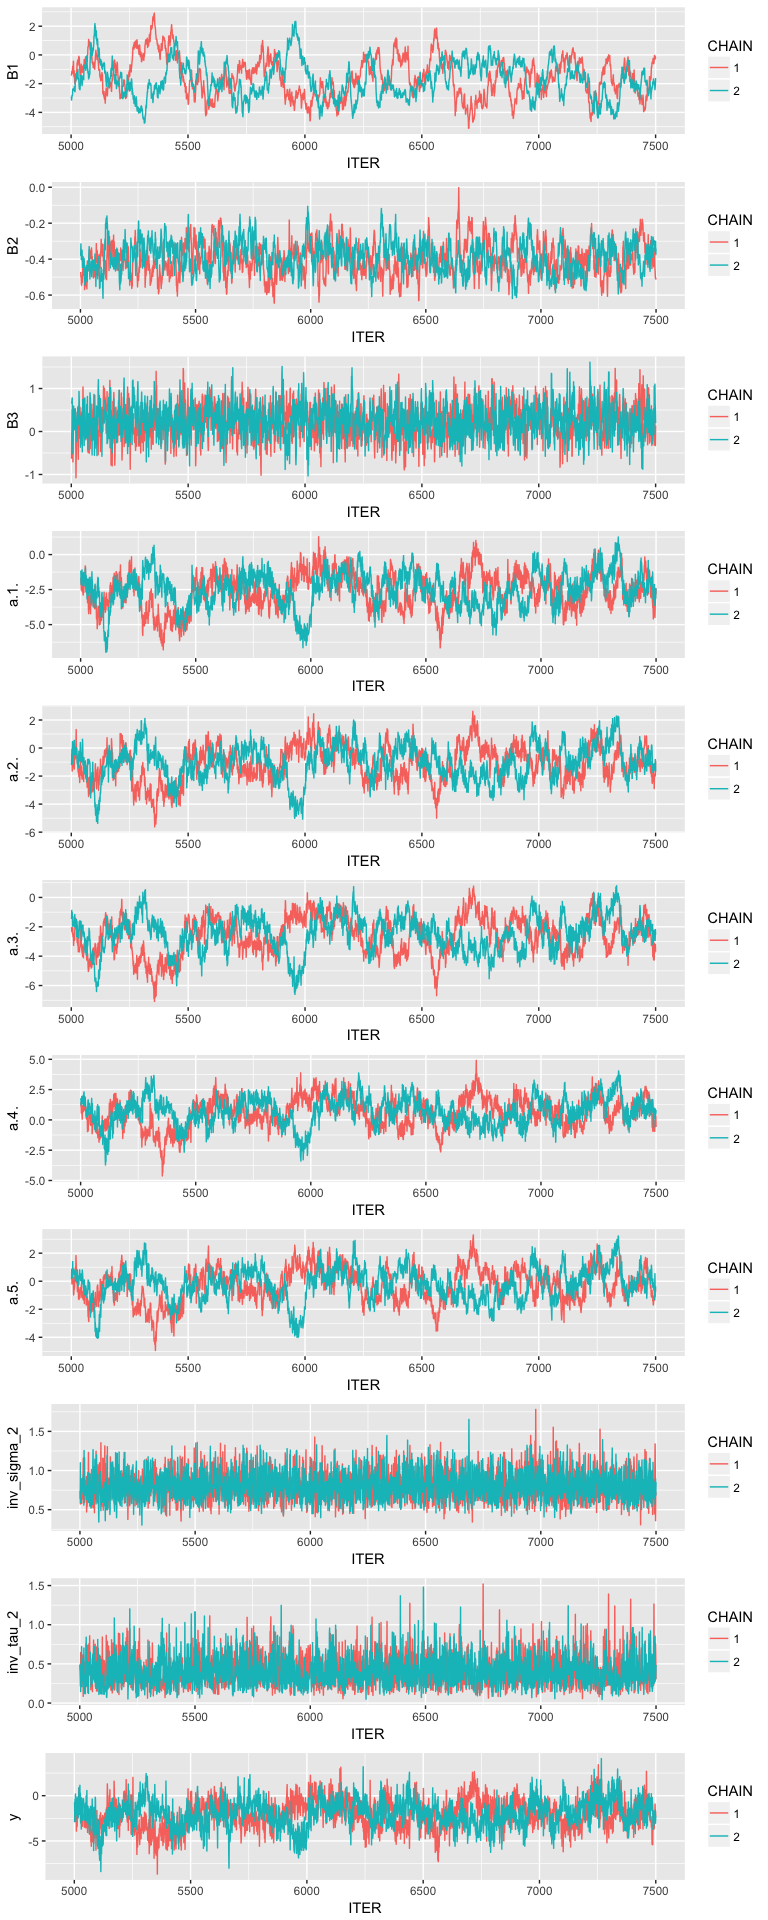 B1
2
0
-2
-4
5000 5500 6000 6500 7000 7500
ITER
CHAIN
1
2
B2
0.0
-0.2
-0.4
-0.6
5000 5500 6000 6500 7000 7500
ITER
CHAIN
1
2
B3
1
0
-1
5000 5500 6000 6500 7000 7500
ITER
CHAIN
1
2
a.1.
0.0
-2.5
-5.0
5000 5500 6000 6500 7000 7500
ITER
CHAIN
1
2
a.2.
2
0
-2
-4
-6
5000 5500 6000 6500 7000 7500
ITER
CHAIN
1
2
a.3.
0
-2
-4
-6
5000 5500 6000 6500 7000 7500
ITER
CHAIN
1
2
a.4.
5.0
2.5
0.0
-2.5
-5.0
5000 5500 6000 6500 7000 7500
ITER
CHAIN
1
2
a.5.
2
0
-2
-4
5000 5500 6000 6500 7000 7500
ITER
CHAIN
1
2
inv_sigma_2
1.5
1.0
0.5
5000 5500 6000 6500 7000 7500
ITER
CHAIN
1
2
inv_tau_2
1.5
1.0
0.5
0.0
5000 5500 6000 6500 7000 7500
ITER
CHAIN
1
2
y
0
-5
5000 5500 6000 6500 7000 7500
ITER
CHAIN
1
2